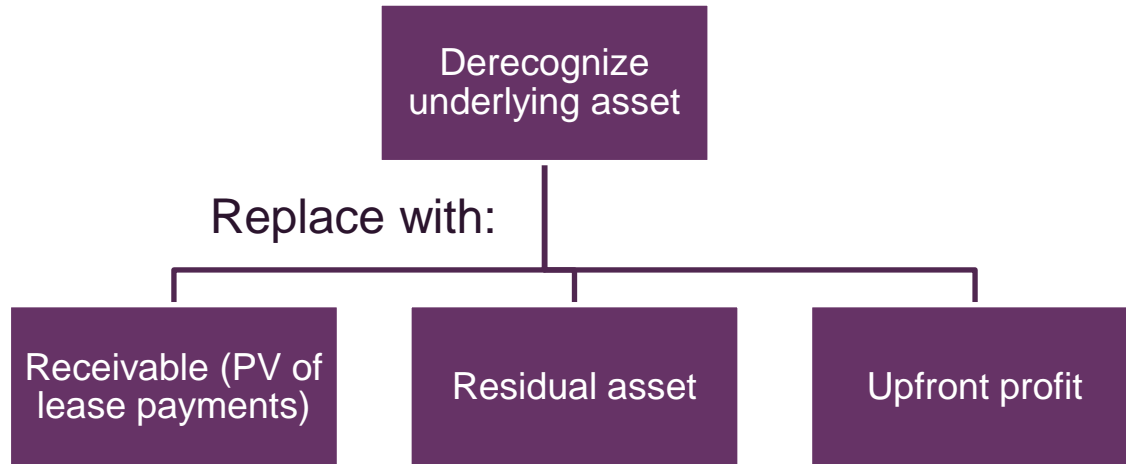 Derecognize
underlying asset
Replace with:
Receivable (PV of
lease payments)
Residual asset
Upfront profit